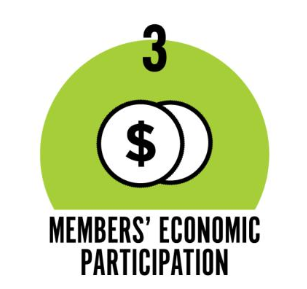 3
$
MEMBERS' ECONOMIC
PARTICIPATION